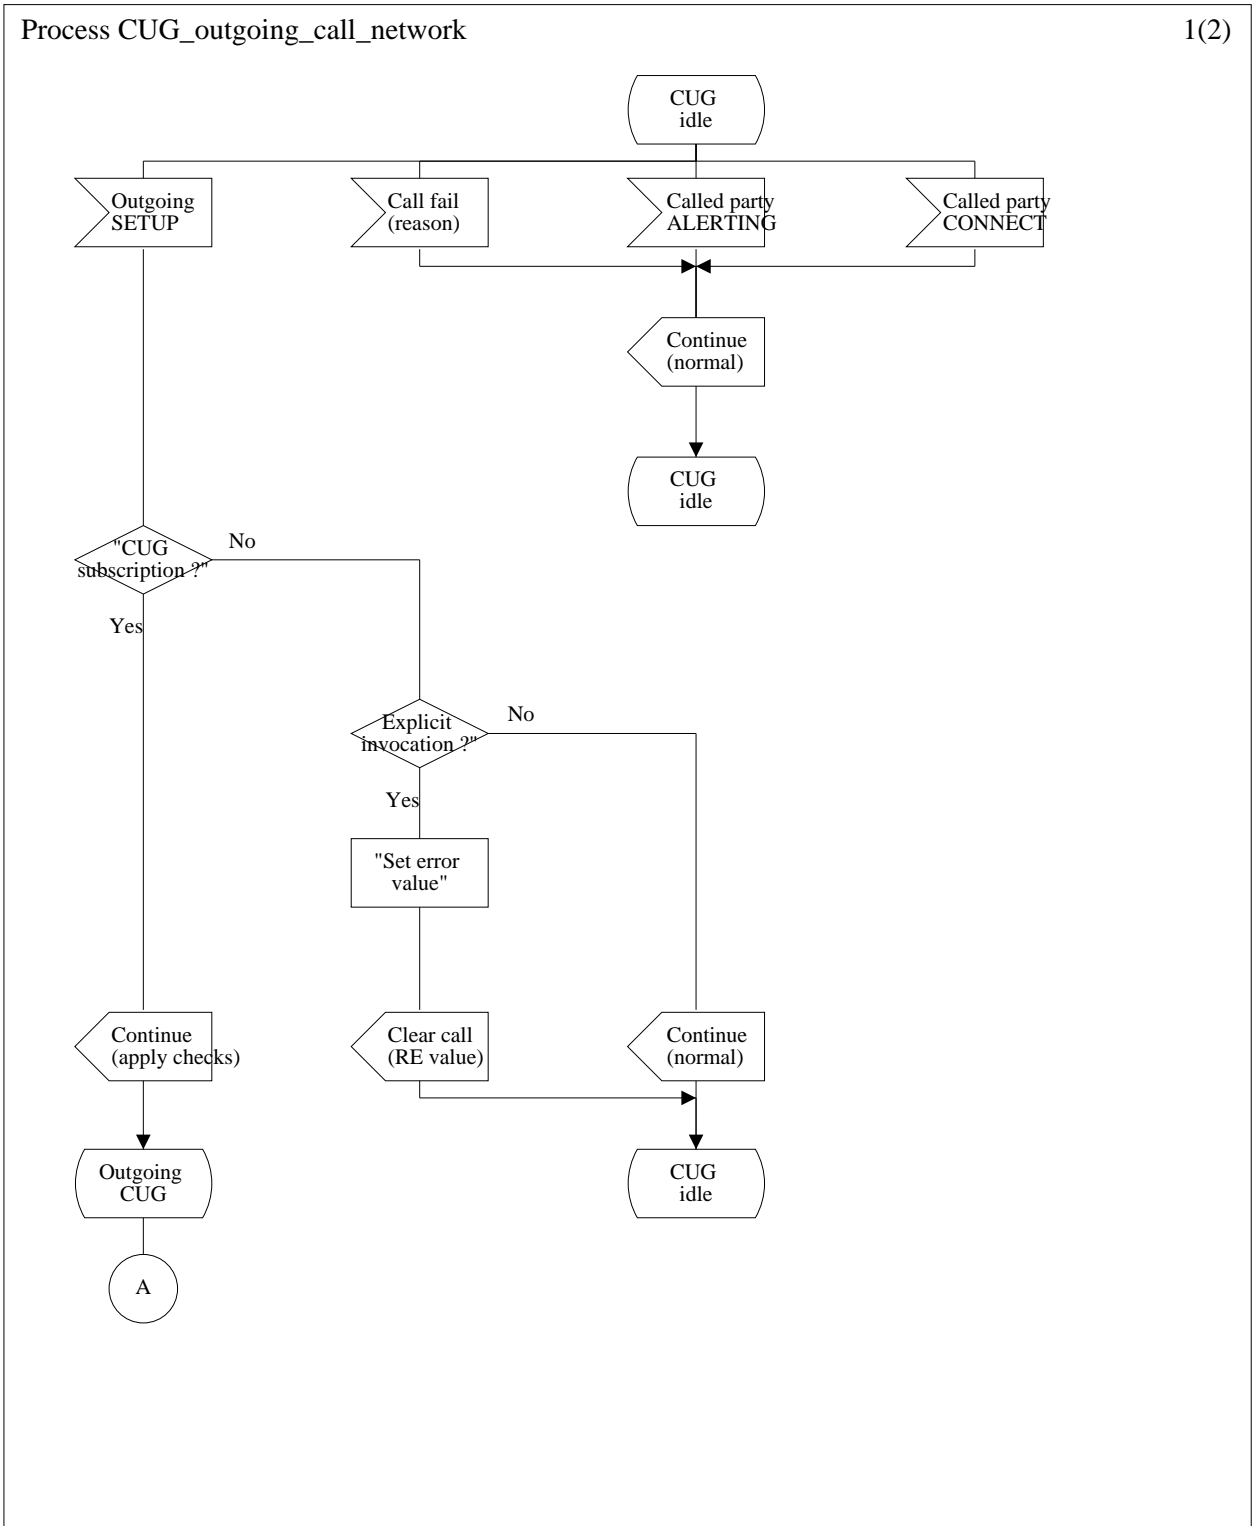 Process CUG_outgoing_call_network
1(2)
CUG
idle
Outgoing
SETUP
Call fail
(reason)
Called party
ALERTING
Called party
CONNECT
Continue
(normal)
CUG
idle
"CUG
subscription ?"
No
Yes
Explicit
invocation ?"
No
Yes
"Set error
value"
Continue
(apply checks)
Clear call
(RE value)
Continue
(normal)
Outgoing
CUG
CUG
idle
A